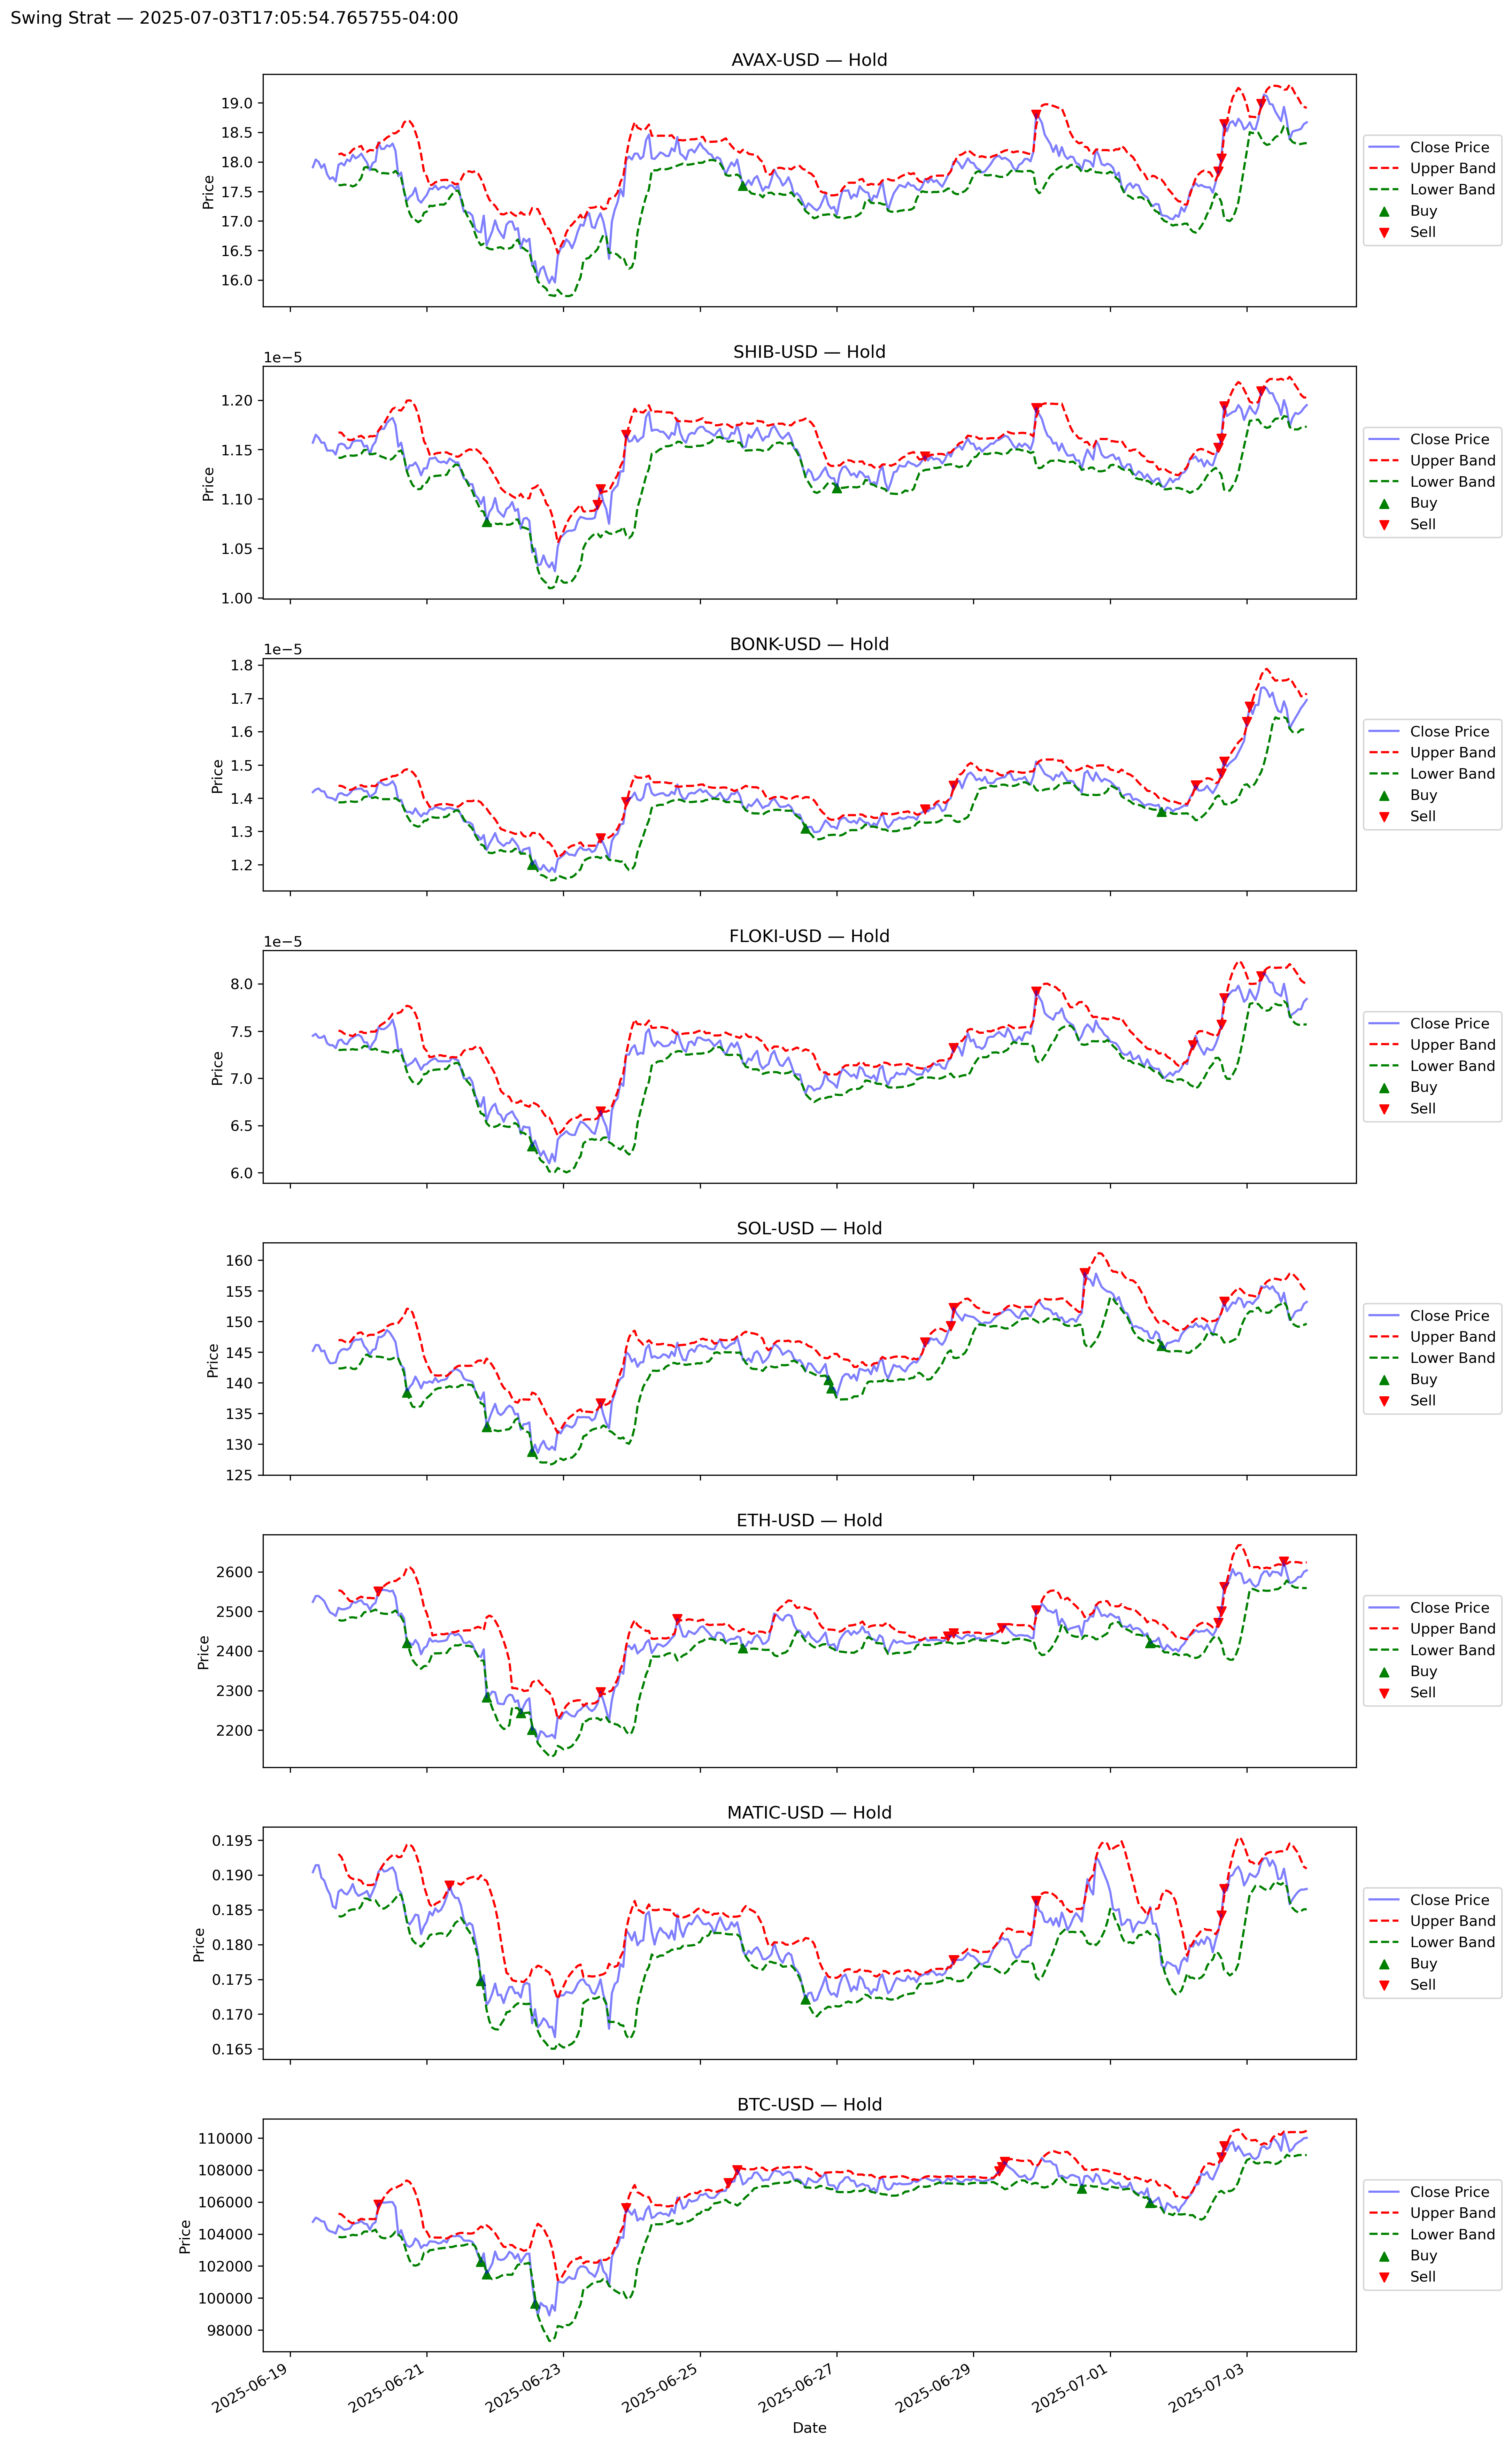 Swing Strat — 2025-07-03T17:05:54.765755-04:00
AVAX-USD — Hold
19.0
18.5
18.0
17.5
17.0
16.5
16.0
Price
Close Price
Upper Band
Lower Band
Buy
Sell
SHIB-USD — Hold
1e−5
1.20
1.15
1.10
1.05
1.00
Price
Close Price
Upper Band
Lower Band
Buy
Sell
BONK-USD — Hold
1e−5
1.8
1.7
1.6
1.5
1.4
1.3
1.2
Price
Close Price
Upper Band
Lower Band
Buy
Sell
FLOKI-USD — Hold
1e−5
8.0
7.5
7.0
6.5
6.0
Price
Close Price
Upper Band
Lower Band
Buy
Sell
SOL-USD — Hold
160
155
150
145
140
135
130
125
Price
Close Price
Upper Band
Lower Band
Buy
Sell
ETH-USD — Hold
2600
2500
2400
2300
2200
Price
Close Price
Upper Band
Lower Band
Buy
Sell
MATIC-USD — Hold
0.195
0.190
0.185
0.180
0.175
0.170
0.165
Price
Close Price
Upper Band
Lower Band
Buy
Sell
BTC-USD — Hold
110000
108000
106000
104000
102000
100000
98000
Price
Close Price
Upper Band
Lower Band
Buy
Sell
2025-06-19
2025-06-21
2025-06-23
2025-06-25
2025-06-27
2025-06-29
2025-07-01
2025-07-03
Date